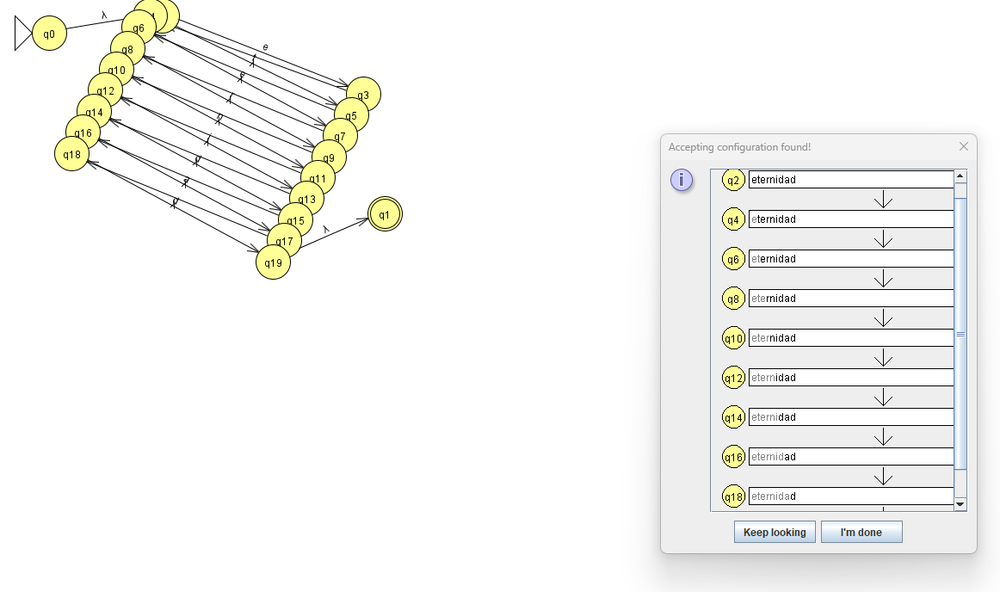 q0
λ
q6
q8
q10
q12
q14
q16
q18
e
q3
q5
q7
q9
q11
q13
q15
q17
q19
λ
q1
Accepting configuration found!
q2 eternidad
q4 eternidad
q6 eternidad
q8 eternidad
q10 eternidad
q12 eternidad
q14 eternidad
q16 eternidad
q18 eternidad
Keep looking
I'm done